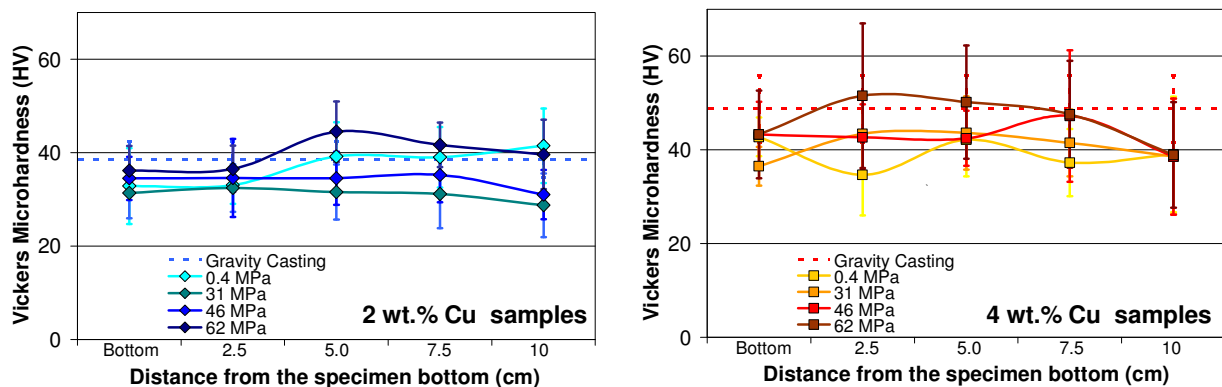 Vickers Microhardness (HV)
60
40
20
0
Gravity Casting
0.4 MPa
31 MPa
46 MPa
62 MPa
2 wt.% Cu samples
Bottom 2.5 5.0 7.5 10
Distance from the specimen bottom (cm)
Vickers Microhardness (HV)
60
40
20
0
Gravity Casting
0.4 MPa
31 MPa
46 MPa
62 MPa
4 wt.% Cu samples
Bottom 2.5 5.0 7.5 10
Distance from the specimen bottom (cm)